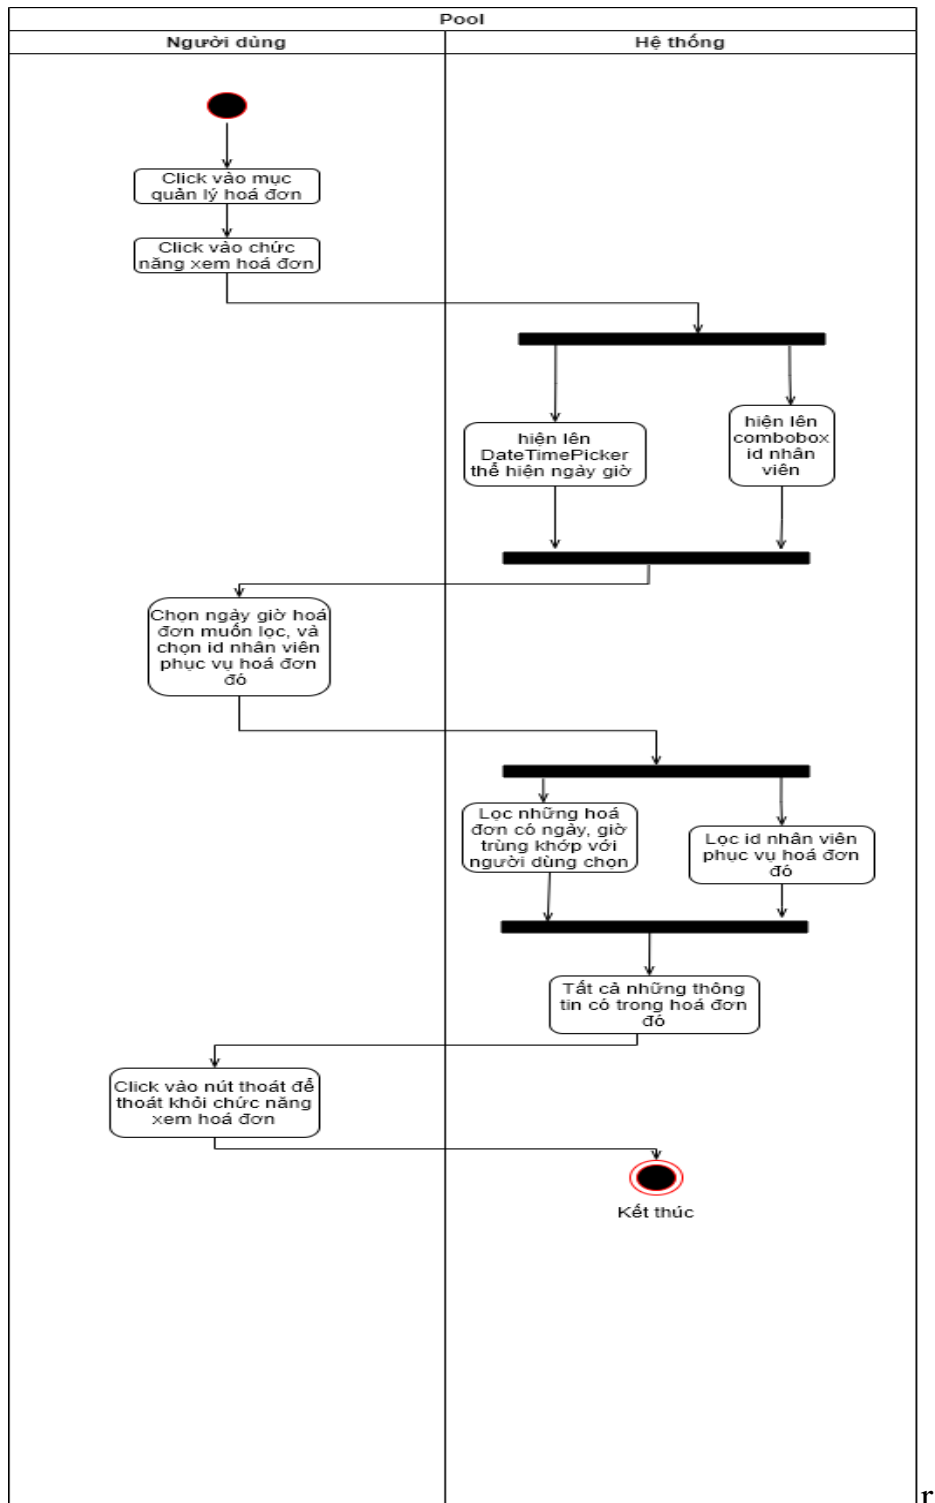 Pool
Người dùng
Hệ thống
Click vào mục
quản lý hoá đơn
Click vào chức
năng xem hoá đơn
hiện lên
DateTimePicker
thể hiện ngày giờ
hiện lên
combobox
id nhân
viên
Chọn ngày giờ hoá
đơn muốn lọc, và
chọn id nhân viên
phục vụ hoá đơn
đó
Lọc những hoá
đơn có ngày, giờ
trùng khớp với
người dùng chọn
Lọc id nhân viên
phục vụ hoá đơn
đó
Tất cả những thông
tin có trong hoá đơn
đó
Click vào nút thoát để
thoát khỏi chức năng
xem hoá đơn
Kết thúc
r